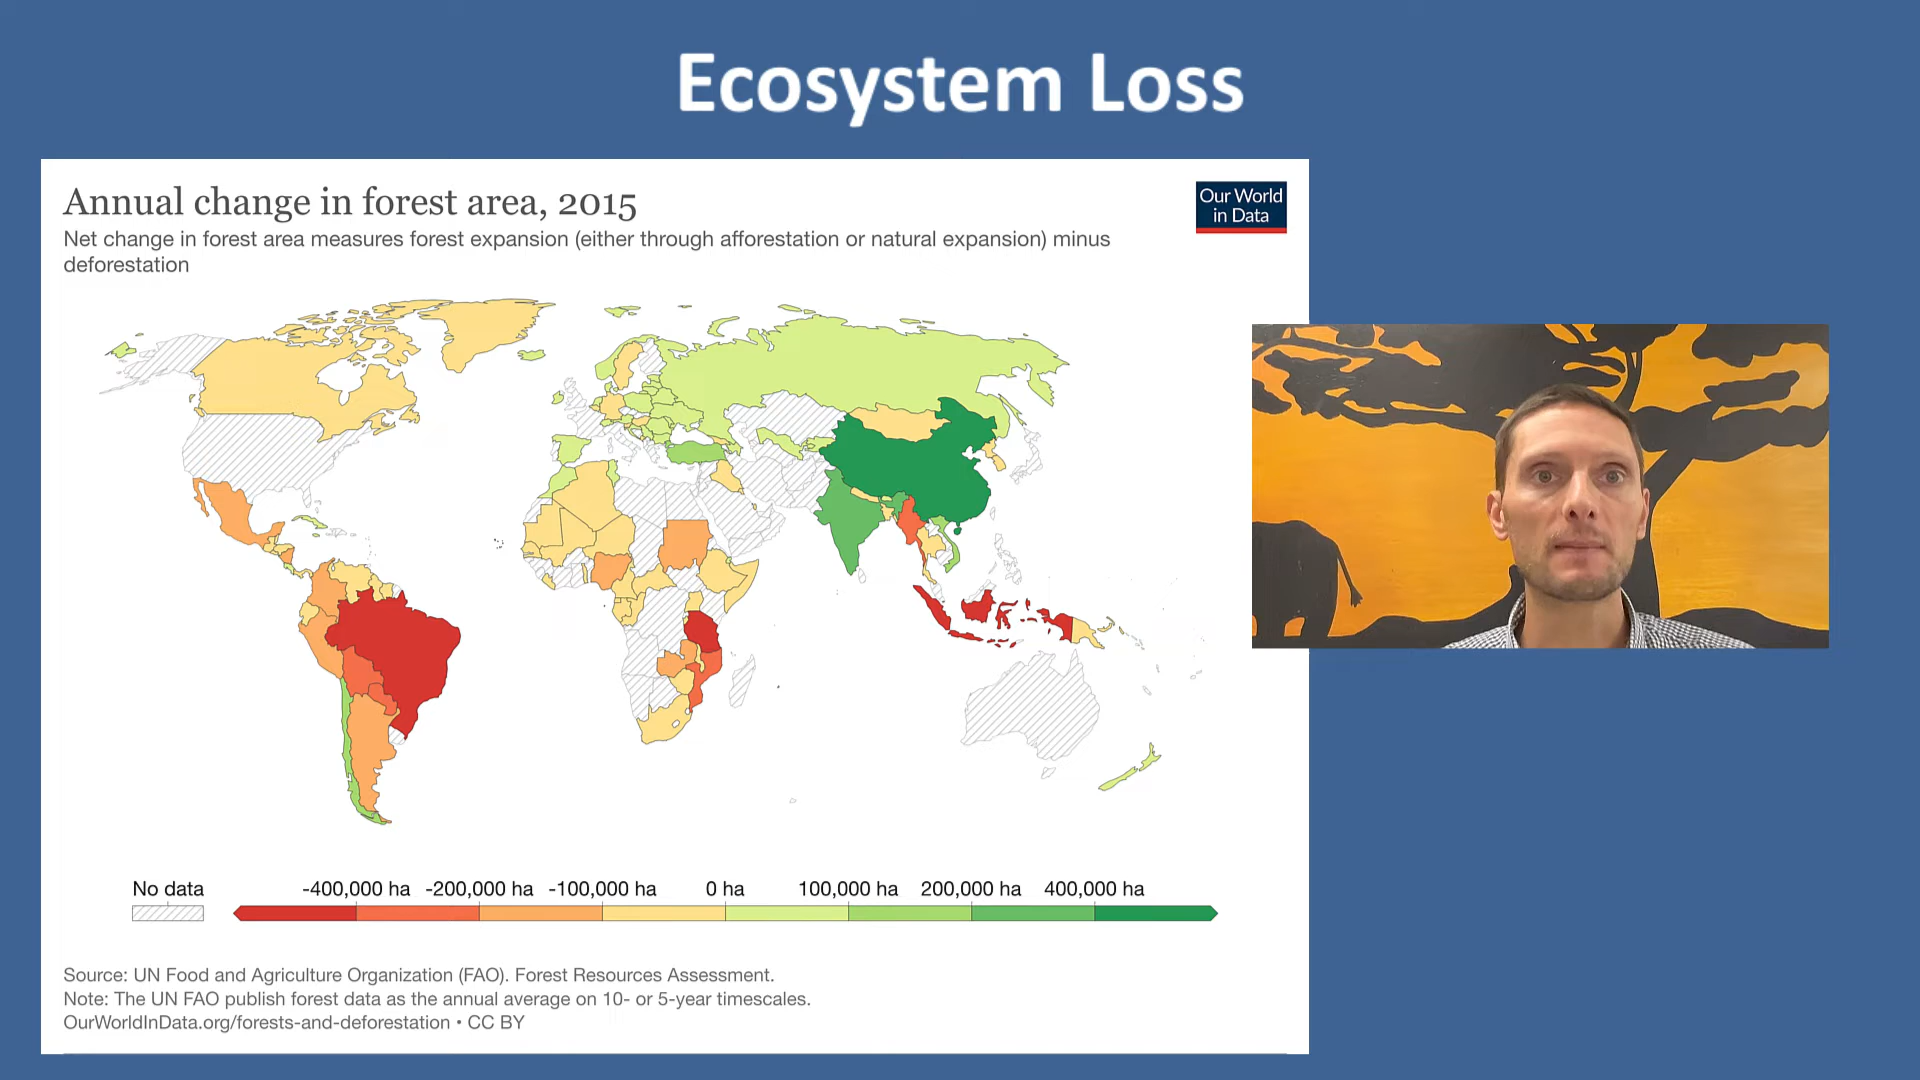 Ecosystem Loss
Annual change in forest area, 2015
Our World
in Data
Net change in forest area measures forest expansion (either through afforestation or natural expansion) minus
deforestation
No data
-400,000 ha
-200,000 ha
-100,000 ha
0 ha
100,000 ha
200,000 ha
400,000 ha
Source: UN Food and Agriculture Organization (FAO). Forest Resources Assessment.
Note: The UN FAO publish forest data as the annual average on 10- or 5-year timescales.
OurWorldInData.org/forests-and-deforestation • CC BY